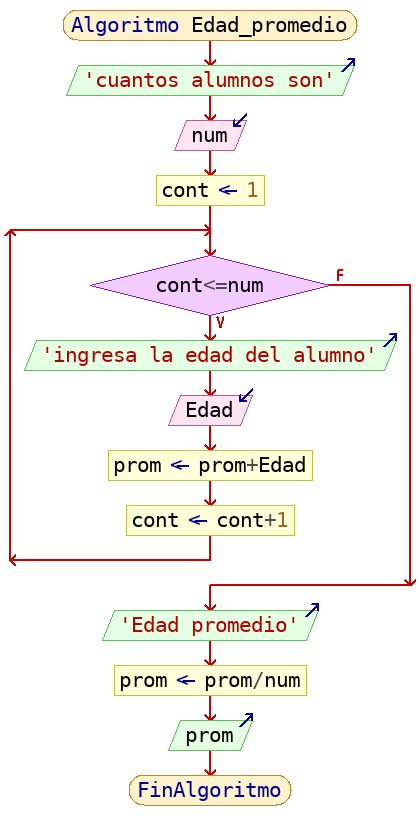 Algoritmo Edad_promedio
'cuantos alumnos son'
num
cont ← 1
cont<=num
F
V
'ingresa la edad del alumno'
Edad
prom ← prom+Edad
cont ← cont+1
'Edad promedio'
prom ← prom/num
prom
FinAlgoritmo